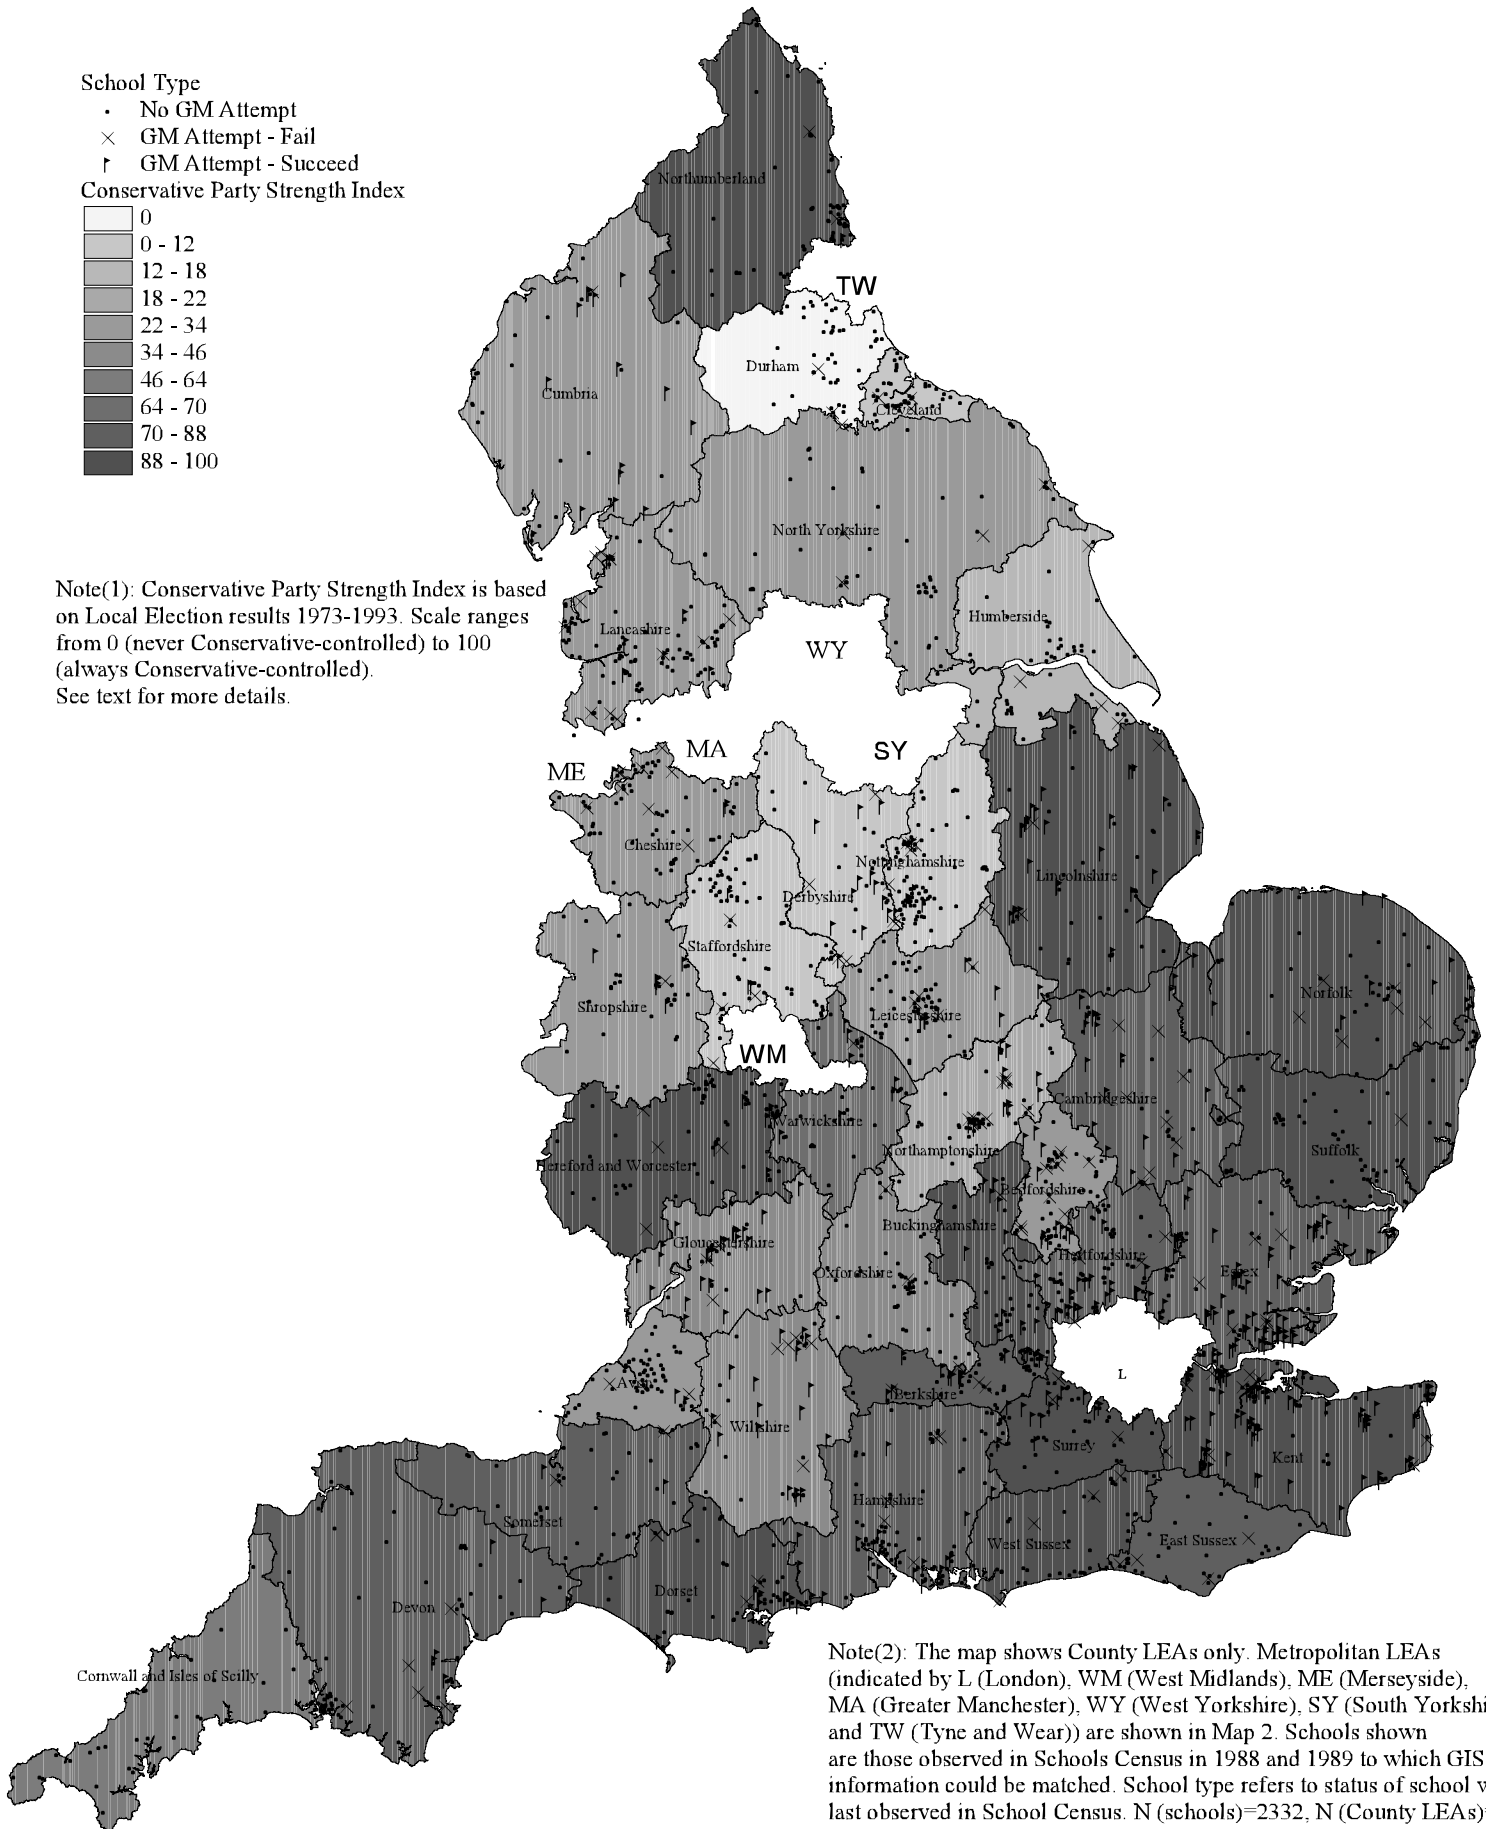 School Type
No GM Attempt
GM Attempt - Fail
GM Attempt - Succeed
Conservative Party Strength Index
0
0 - 12
12 - 18
18 - 22
22 - 34
34 - 46
46 - 64
64 - 70
70 - 88
88 - 100
Northumberland
TW
Durham
Cumbria
Cleveland
North Yorkshire
Note(1): Conservative Party Strength Index is based
on Local Election results 1973-1993. Scale ranges
from 0 (never Conservative-controlled) to 100
(always Conservative-controlled).
See text for more details.
Humberside
Lancashire
WY
MA
SY
ME
Cheshire
Nottinghamshire
Lincolnshire
Derbyshire
Staffordshire
Norfolk
Shropshire
Leicestershire
WM
Cambridgeshire
Warwickshire
Northamptonshire
Suffolk
Hereford and Worcester
Bedfordshire
Buckinghamshire
Gloucestershire
Hertfordshire
Oxfordshire
Essex
L
Avon
Berkshire
Wiltshire
Surrey
Kent
Hampshire
Somerset
West Sussex
East Sussex
Dorset
Devon
Cornwall and Isles of Scilly
Note(2): The map shows County LEAs only. Metropolitan LEAs
(indicated by L (London), WM (West Midlands), ME (Merseyside),
MA (Greater Manchester), WY (West Yorkshire), SY (South Yorkshi
and TW (Tyne and Wear)) are shown in Map 2. Schools shown
are those observed in Schools Census in 1988 and 1989 to which GIS
information could be matched. School type refers to status of school w
last observed in School Census. N (schools)=2332, N (County LEAs)=